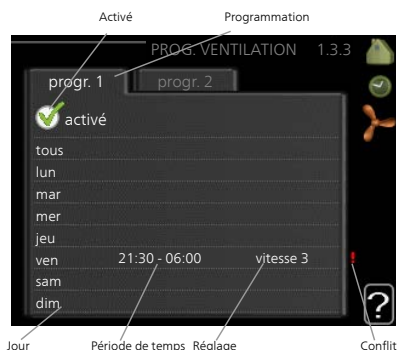 Activé Programmation
PROG. VENTILATION 1.3.3
progr. 1 progr. 2
activé
tous
lun
mar
mer
jeu
ven 21:30 - 06:00 vitesse 3
sam
dim
?
Jour Période de temps Réglage Conflit